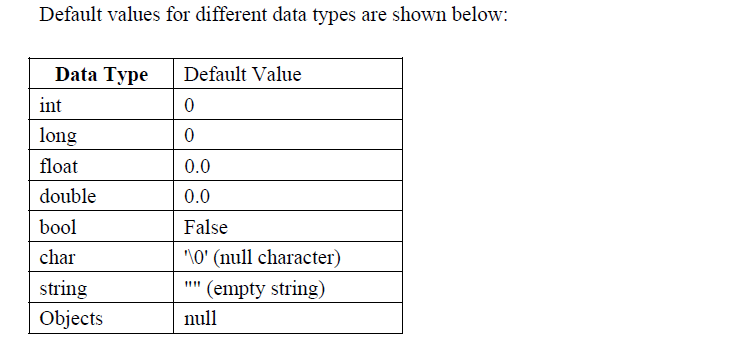 Default values for different data types are shown below:
Data Type Default Value
int 0
long 0
float 0.0
double 0.0
bool False
char '\0' (null character)
string "" (empty string)
Objects null